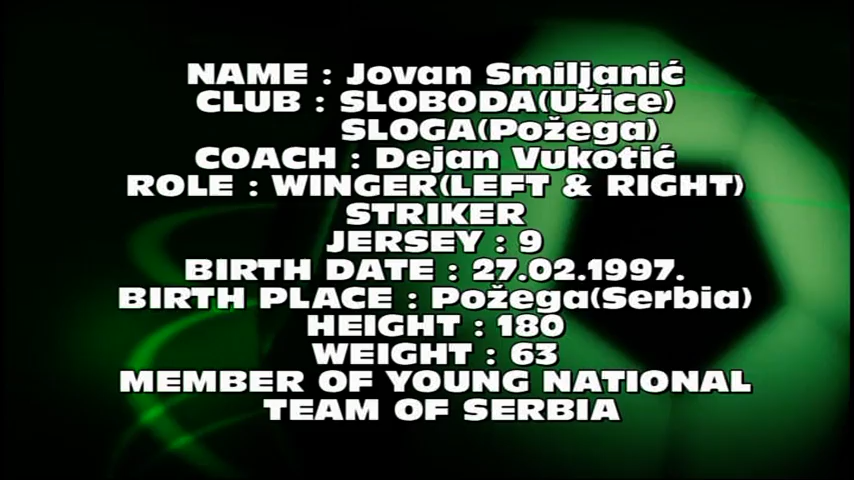 NAME : Jovan Smiljanić
CLUB : SLOBODA(Užice)
SLOGA(Požega)
COACH : Dejan Vukotić
ROLE : WINGER(LEFT & RIGHT)
STRIKER
JERSEY : 9
BIRTH DATE : 27.02.1997.
BIRTH PLACE : Požega(Serbia)
HEIGHT : 180
WEIGHT : 63
MEMBER OF YOUNG NATIONAL
TEAM OF SERBIA